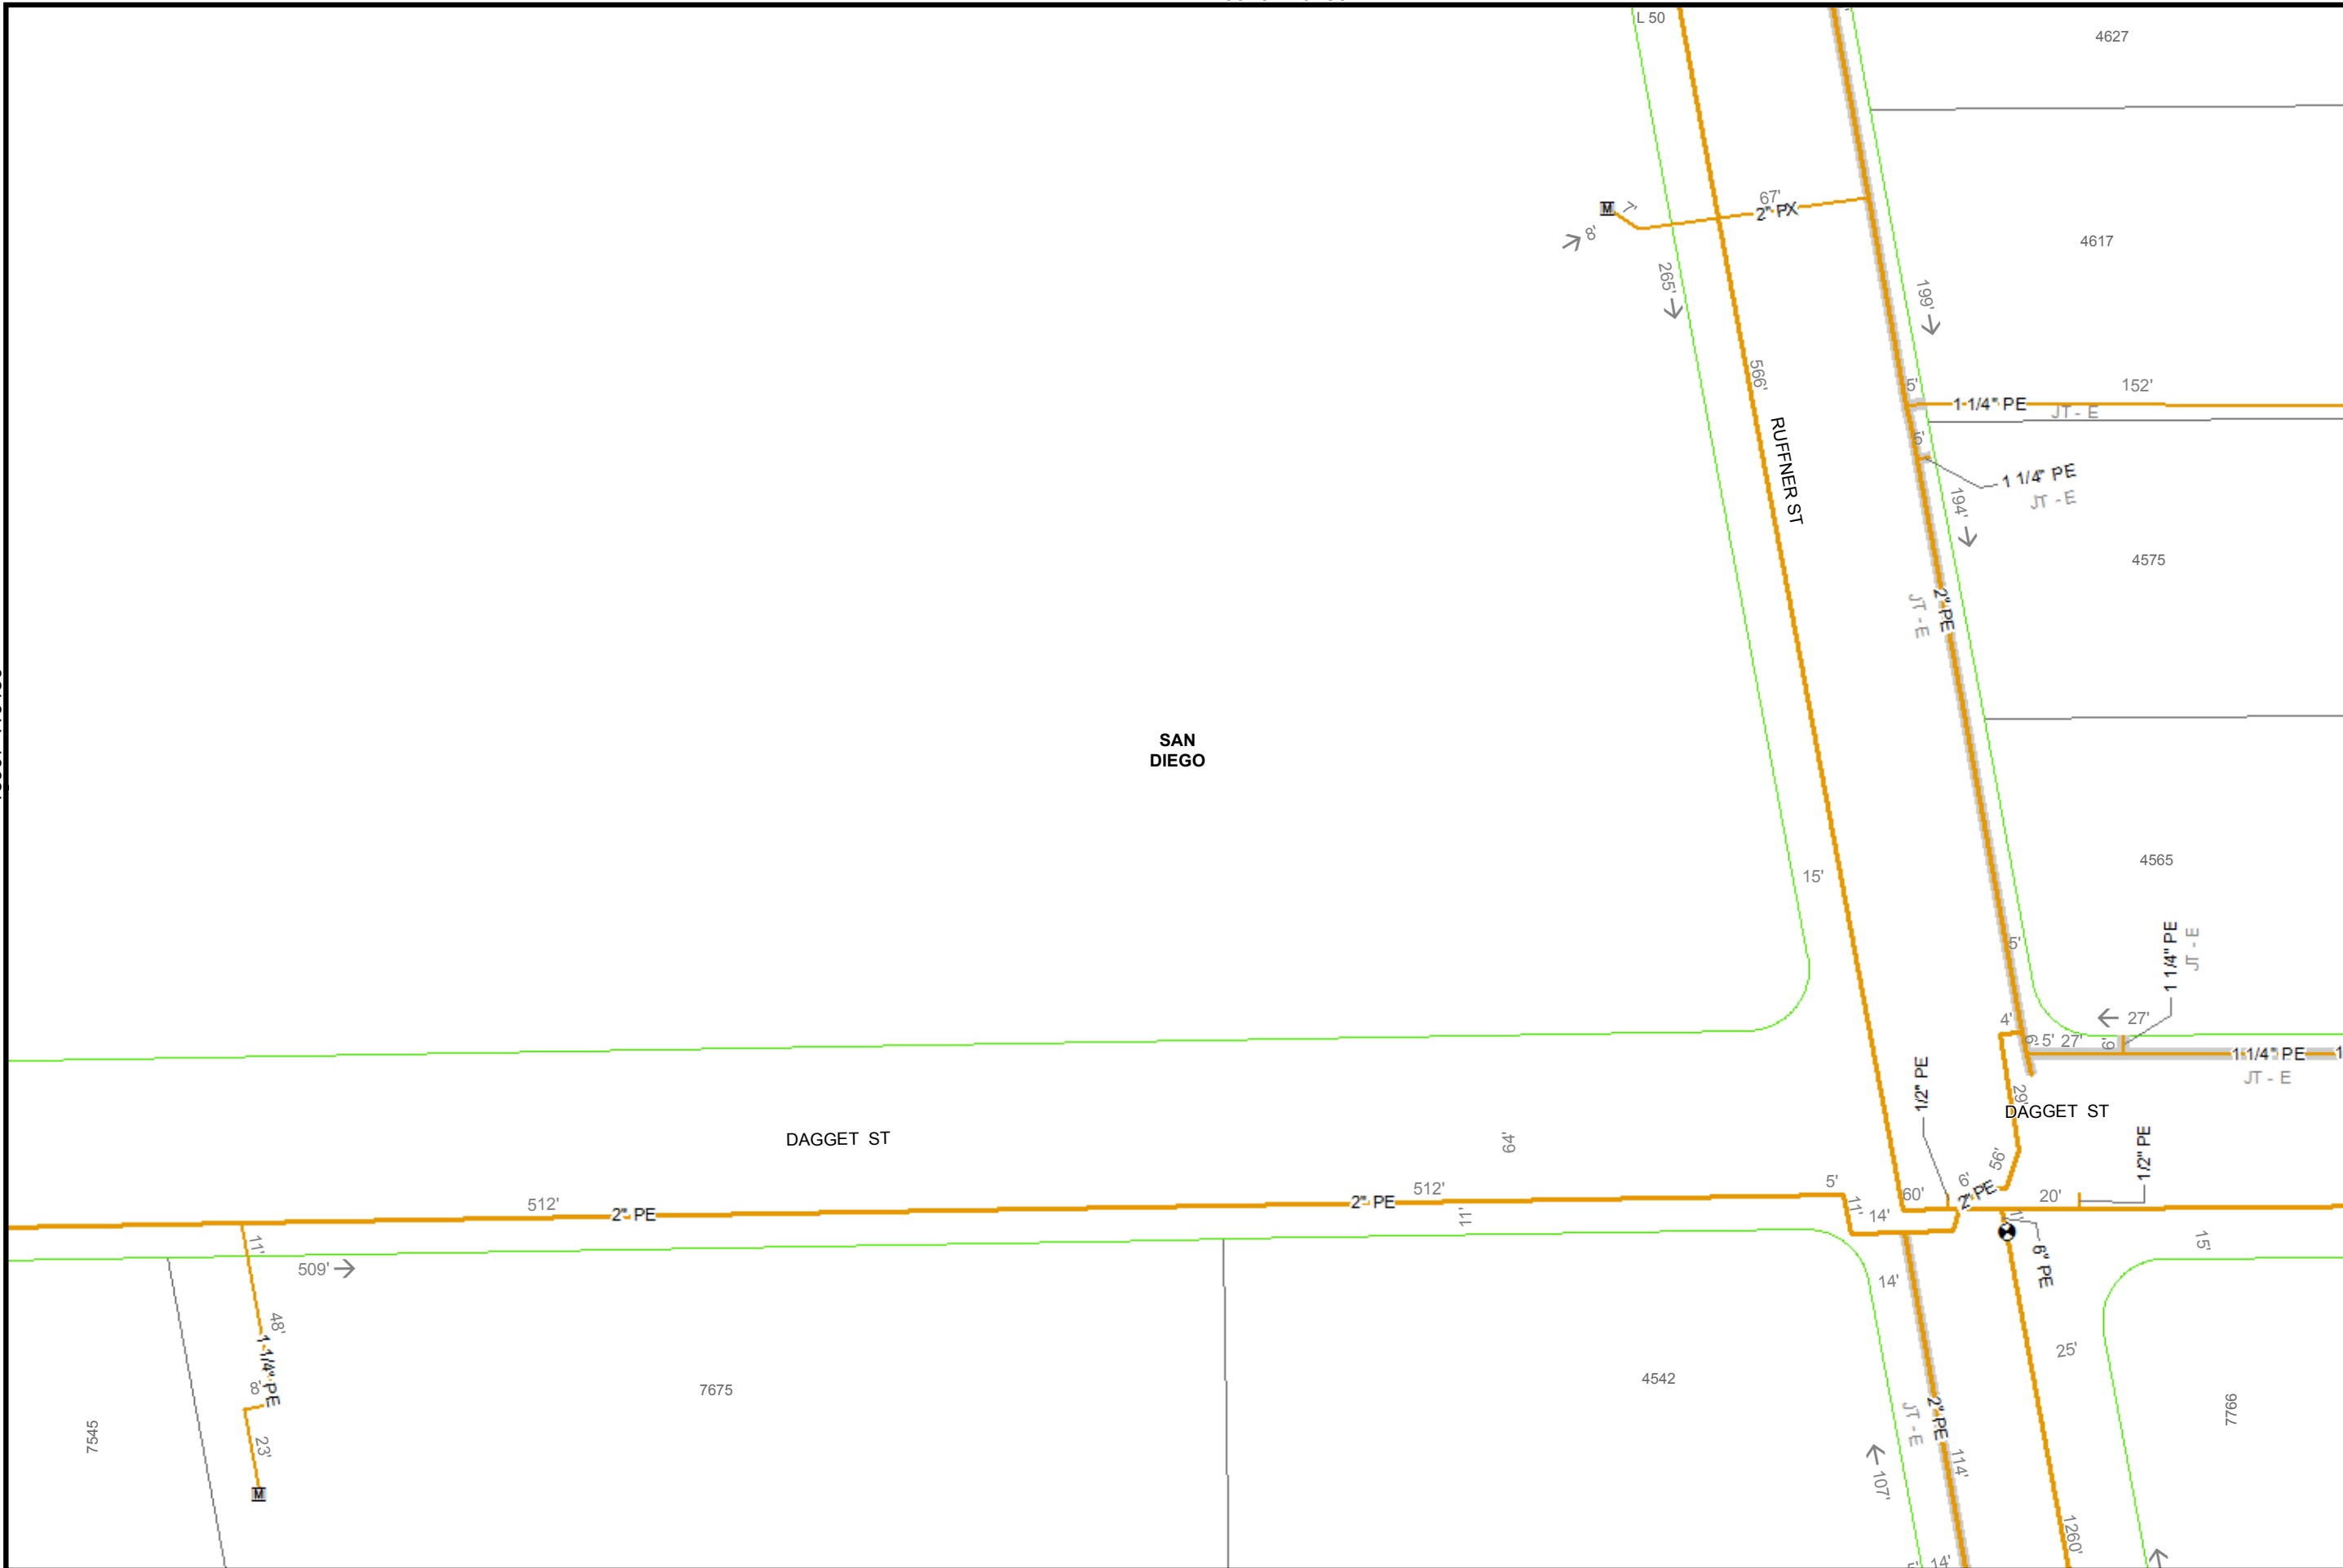 L 50
4627
67'
2" PX
M
7'
8'
4617
265'
199'
566'
5'
152'
1 1/4" PE
JT - E
RUFFNER ST
1 1/4" PE
JT - E
194'
4575
2" PE
JT - E
SAN
DIEGO
15'
4565
5'
1 1/4" PE
JT - E
4'
27'
5' 27'
6'
1 1/4" PE
JT - E
1/2" PE
29'
DAGGET ST
DAGGET ST
64'
1/2" PE
56'
6'
512'
2" PE
2" PE
512'
11'
5'
11'
14'
60'
2" PE
20'
1'
6" PE
15'
11'
509'
14'
48'
1 1/4" PE
8'
23'
M
7545
7675
4542
25'
7766
2" PE
JT - E
114'
107'
1260'
14'